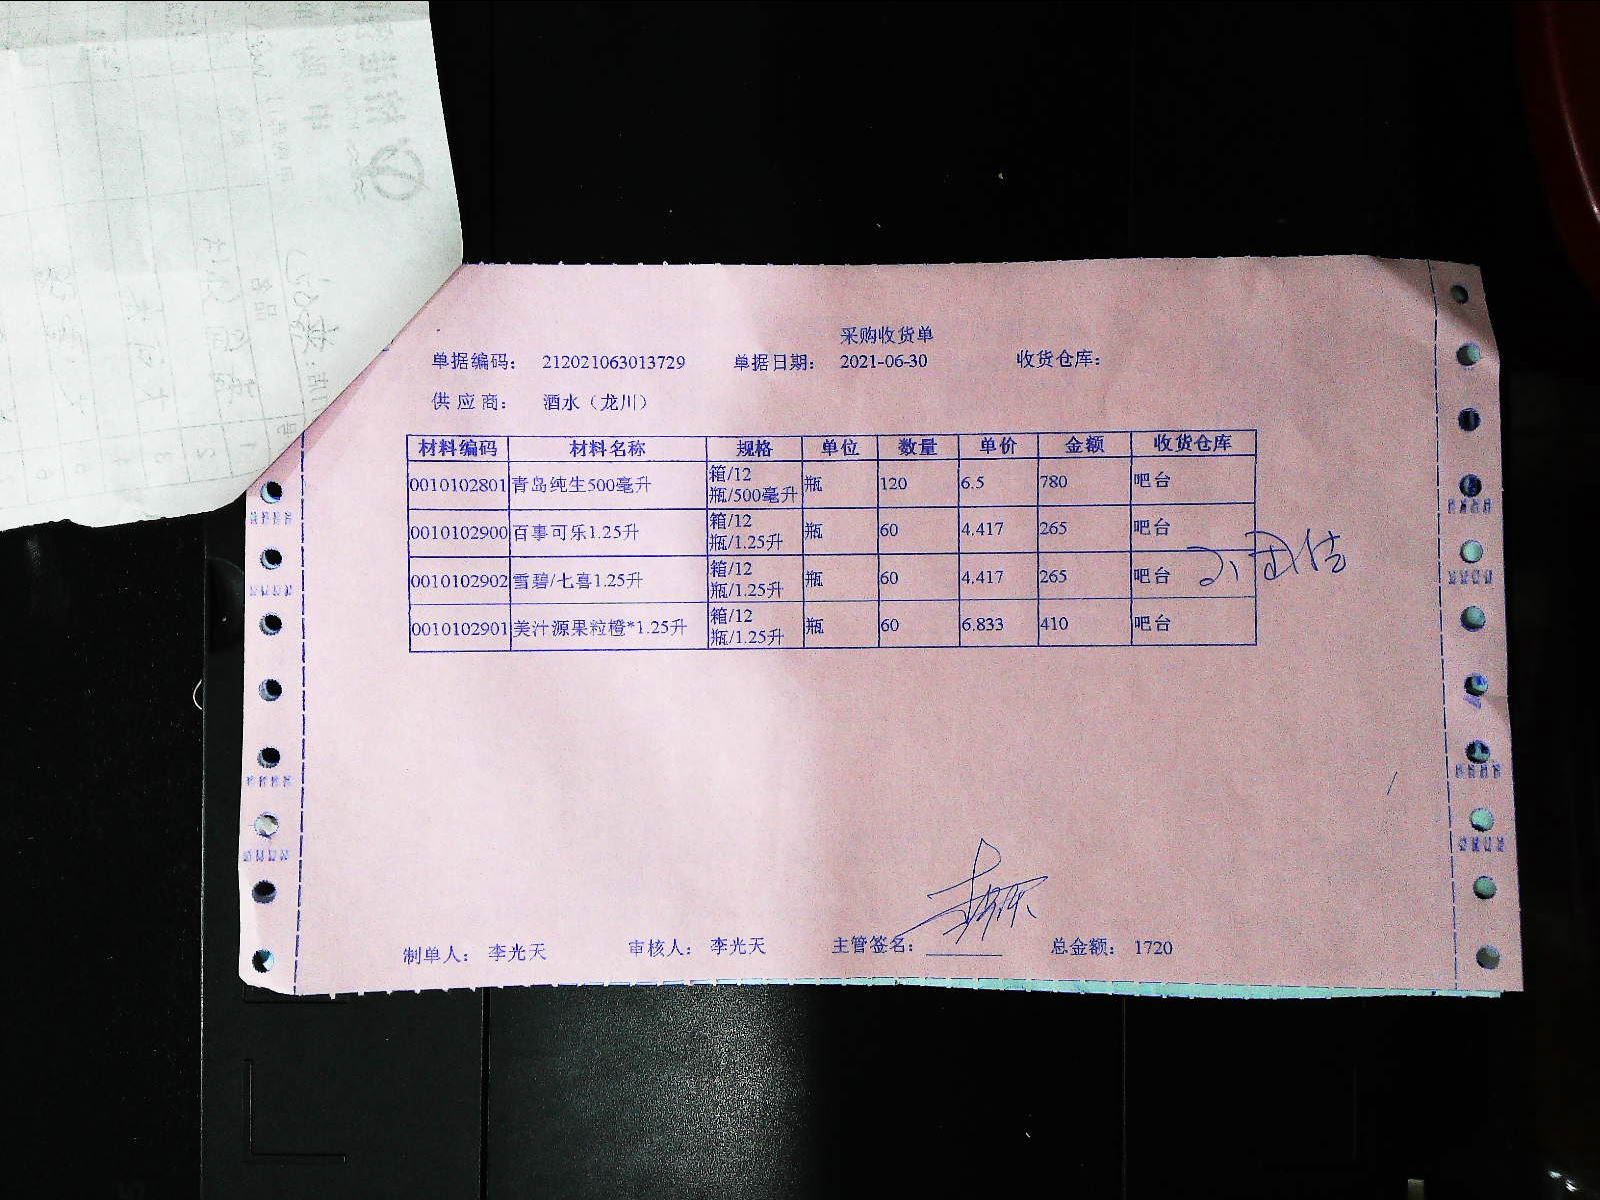 采购收货单
单据编码： 212021063013729 单据日期： 2021-06-30 收货仓库：
供 应 商： 酒水（龙川）
材料编码 材料名称 规格 单位 数量 单价 金额 收货仓库
0010102801 青岛纯生500毫升 箱/12瓶/500毫升 瓶 120 6.5 780 吧台
0010102900 百事可乐1.25升 箱/12瓶/1.25升 瓶 60 4.417 265 吧台
0010102902 雪碧/七喜1.25升 箱/12瓶/1.25升 瓶 60 4.417 265 吧台
0010102901 美汁源果粒橙*1.25升 箱/12瓶/1.25升 瓶 60 6.833 410 吧台
制单人： 李光天 审核人： 李光天 主管签名： 总金额： 1720